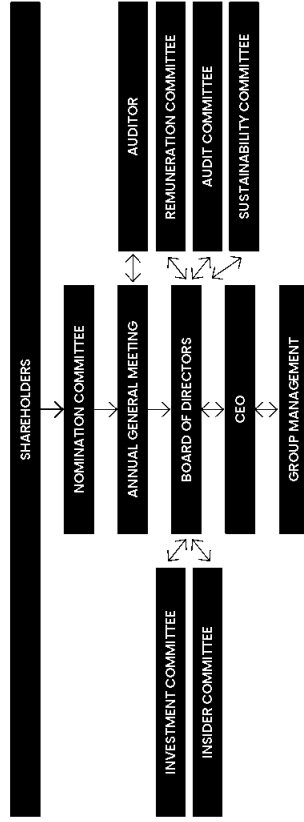 SHAREHOLDERS
NOMINATION COMMITTEE
AUDITOR
ANNUAL GENERAL MEETING
REMUNERATION COMMITTEE
AUDIT COMMITTEE
SUSTAINABILITY COMMITTEE
BOARD OF DIRECTORS
INVESTMENT COMMITTEE
INSIDER COMMITTEE
CEO
GROUP MANAGEMENT